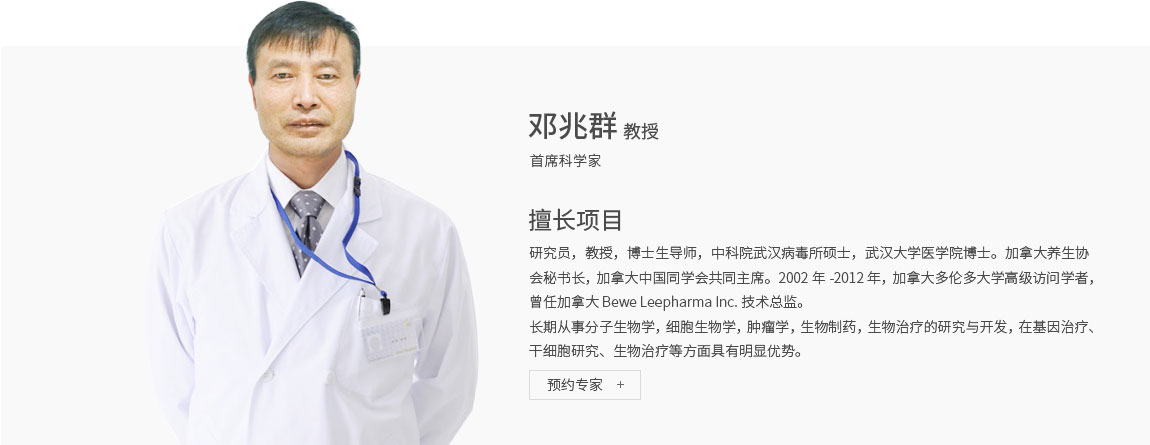 邓兆群 教授
首席科学家
擅长项目
研究员，教授，博士生导师，中科院武汉病毒所硕士，武汉大学医学院博士。加拿大养生协
会秘书长，加拿大中国同学会共同主席。2002 年 -2012 年，加拿大多伦多大学高级访问学者，
曾任加拿大 Bewe Leepharma Inc. 技术总监。
长期从事分子生物学，细胞生物学，肿瘤学，生物制药，生物治疗的研究与开发，在基因治疗、
干细胞研究、生物治疗等方面具有明显优势。
预约专家 +